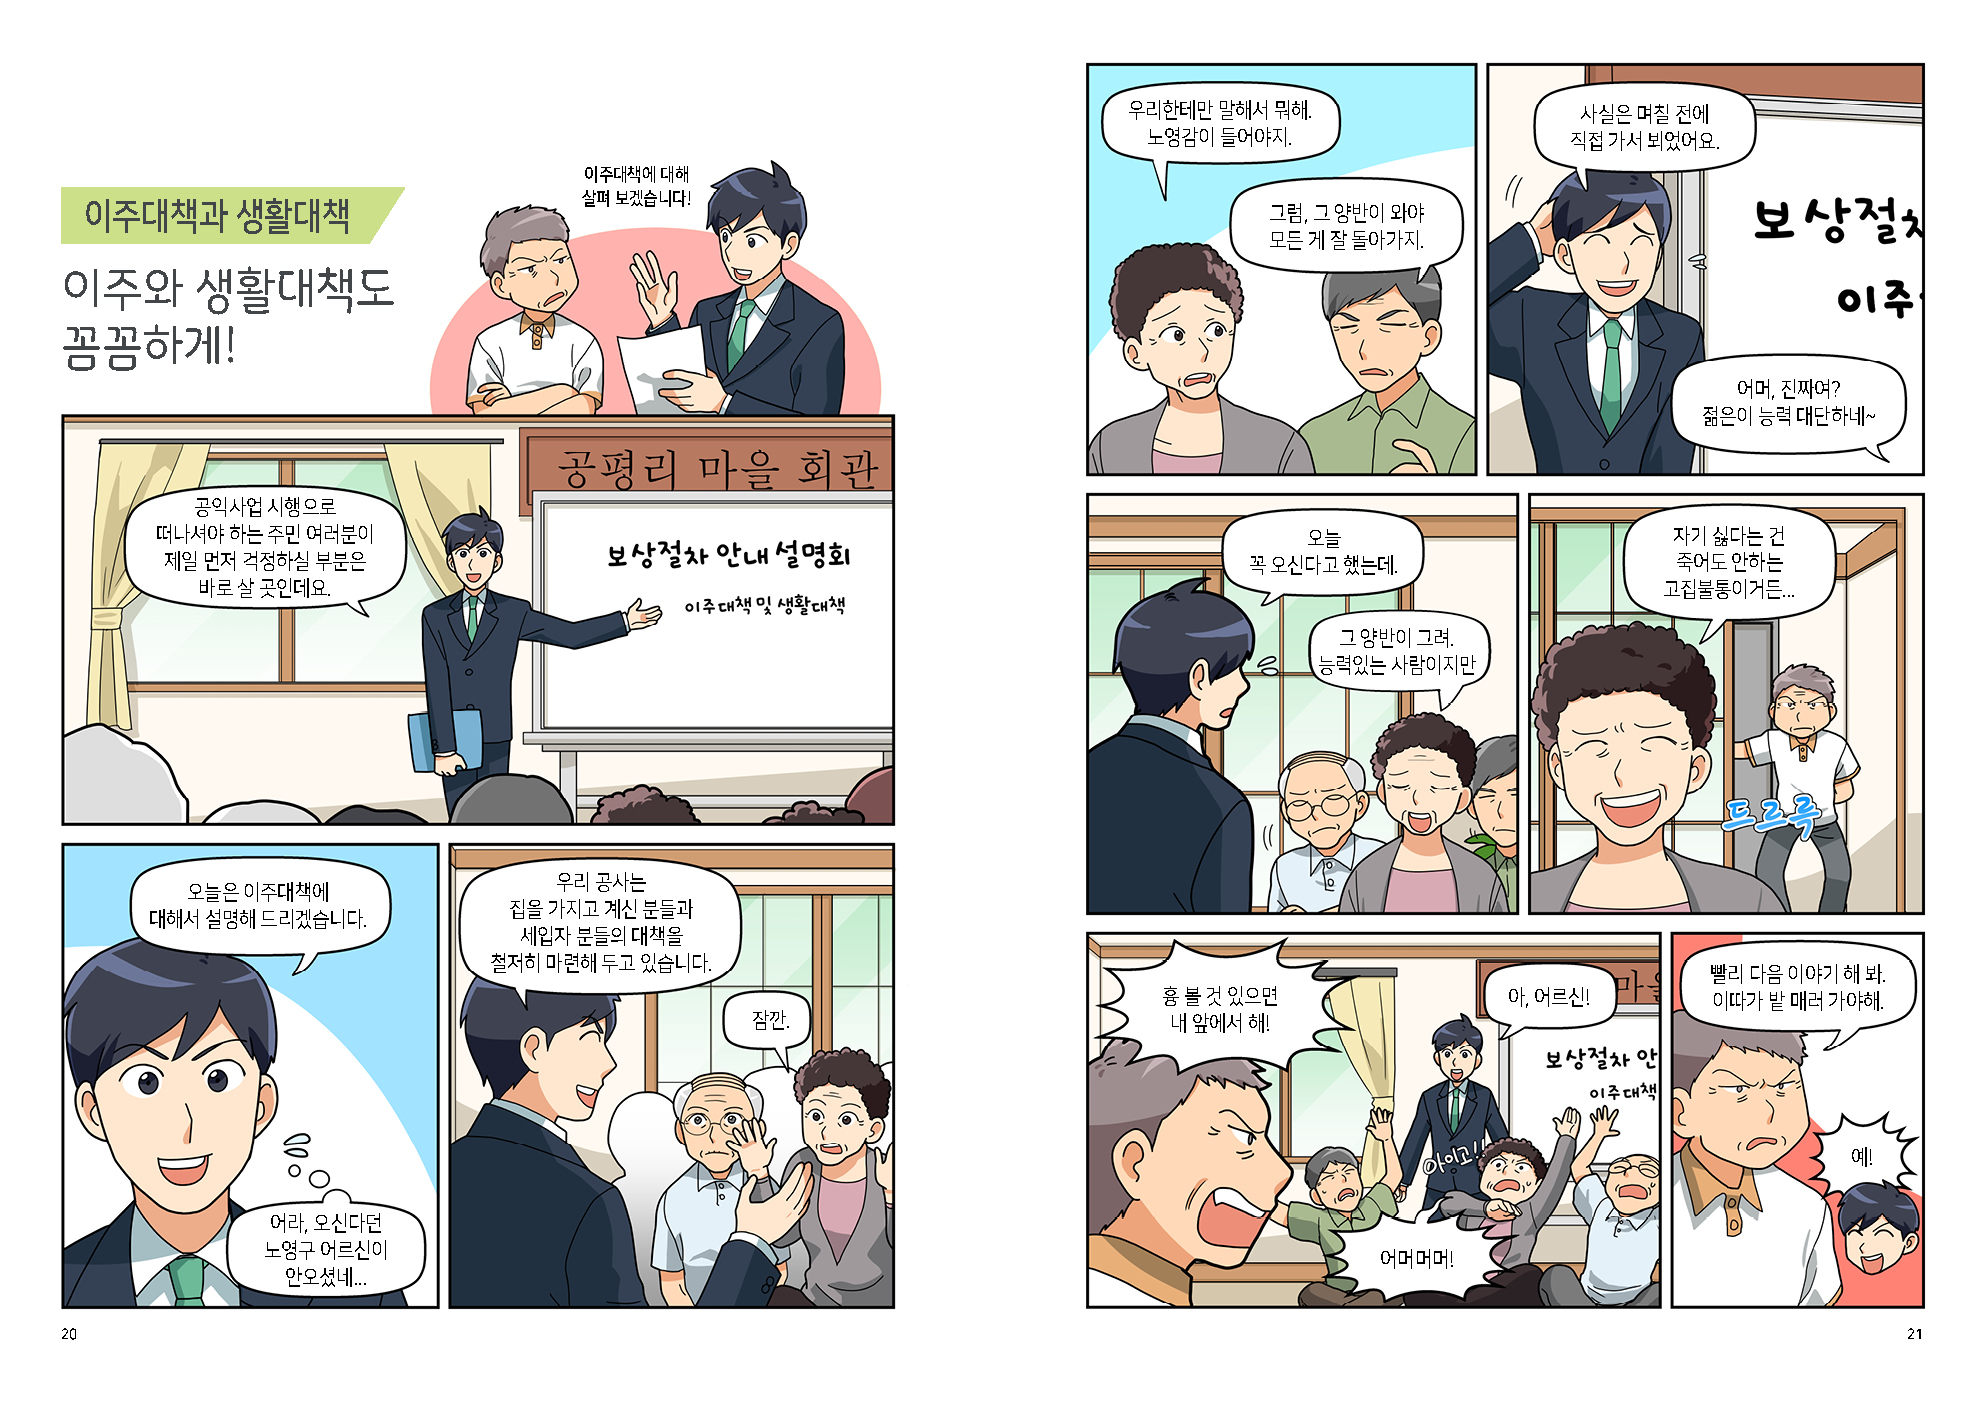 이주대책과 생활대책
이주와 생활대책도
꼼꼼하게!
이주대책에 대해
살펴 보겠습니다!
공평리 마을 회관
공익사업 시행으로
떠나셔야 하는 주민 여러분이
제일 먼저 걱정하실 부분은
바로 살 곳인데요.
보상절차 안내 설명회
이주대책 및 생활대책
오늘은 이주대책에
대해서 설명해 드리겠습니다.
어라, 오신다던
노영구 어르신이
안오셨네...
우리 공사는
집을 가지고 계신 분들과
세입자 분들의 대책을
철저히 마련해 두고 있습니다.
잠깐.
20
우리한테만 말해서 뭐해.
노영감이 들어야지.
그럼, 그 양반이 와야
모든 게 잘 돌아가지.
사실은 며칠 전에
직접 가서 뵈었어요.
보상절차
이주
어머, 진짜여?
젊은이 능력 대단하네~
오늘
꼭 오신다고 했는데.
그 양반이 그려.
능력있는 사람이지만
자기 싫다는 건
죽어도 안하는
고집불통이거든...
드르륵
흥 볼 것 있으면
내 앞에서 해!
아, 어르신!
마을
보상절차 안
이주대책
아이고!!
어머머머!
빨리 다음 이야기 해 봐.
이따가 밭 매러 가야해.
예!
21